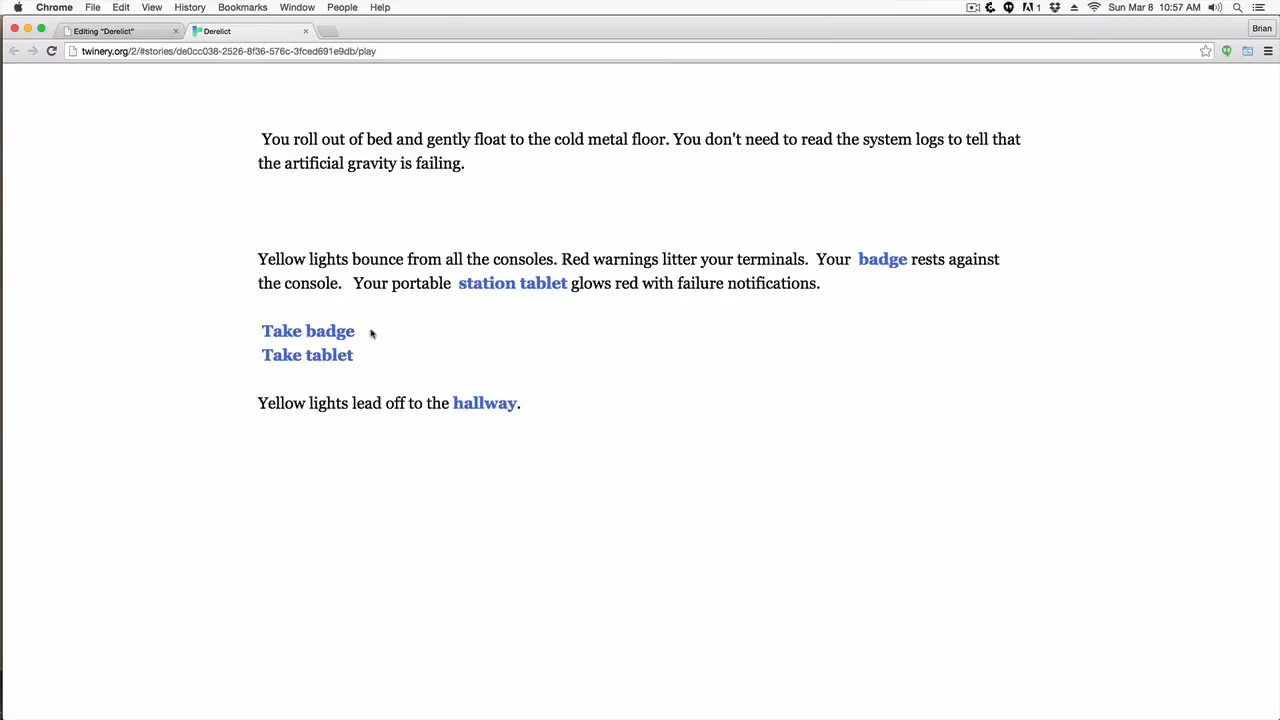 Chrome File Edit View History Bookmarks Window People Help 1 Sun Mar 8 10:57 AM
Editing "Derelict" Derelict Brian
twinery.org/2/#stories/de0cc038-2526-8f36-576c-3fced691e9db/play
You roll out of bed and gently float to the cold metal floor. You don't need to read the system logs to tell that
the artificial gravity is failing.
Yellow lights bounce from all the consoles. Red warnings litter your terminals. Your badge rests against
the console. Your portable station tablet glows red with failure notifications.
Take badge
Take tablet
Yellow lights lead off to the hallway.